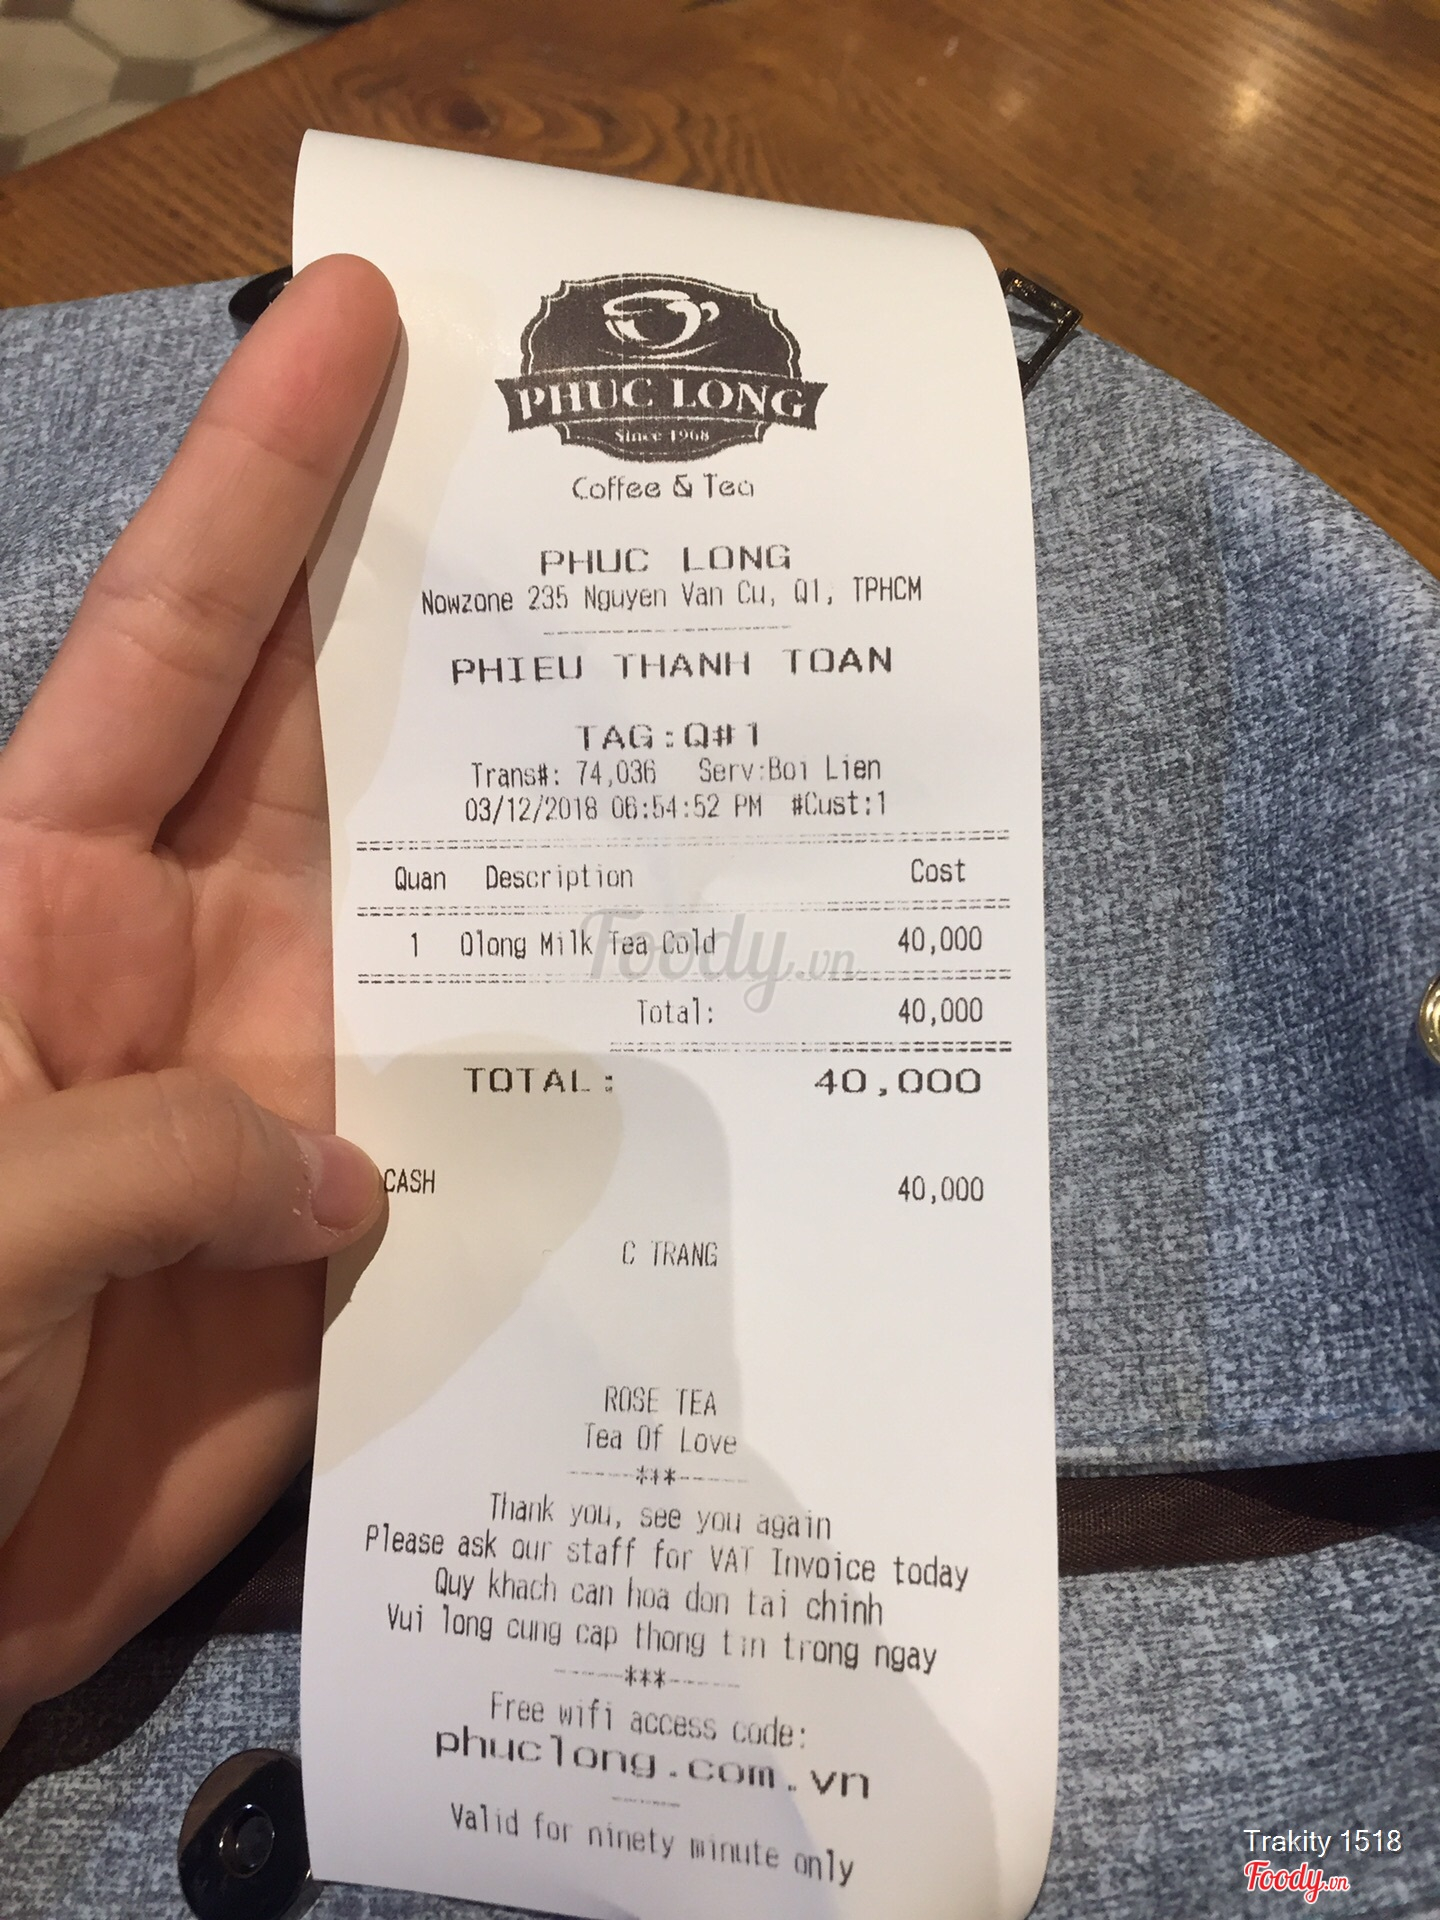 PHUC LONG
Since 1968
Coffee & Tea
PHUC LONG
Nowzone 235 Nguyen Van Cu, Q1, TPHCM
PHIEU THANH TOAN
TAG:Q#1
Trans#: 74,036 Serv:Boi Lien
03/12/2018 06:54:52 PM #Cust:1
Quan Description Cost
1 Olong Milk Tea Cold 40,000
Foody.vn
Total: 40,000
TOTAL: 40,000
CASH 40,000
C TRANG
ROSE TEA
Tea Of Love
-----***-----
Thank you, see you again
Please ask our staff for VAT Invoice today
Quy khach can hoa don tai chinh
Vui long cung cap thong tin trong ngay
-----***-----
Free wifi access code:
phuclong.com.vn
-----
Valid for ninety minute only
Trakity 1518
Foody.vn